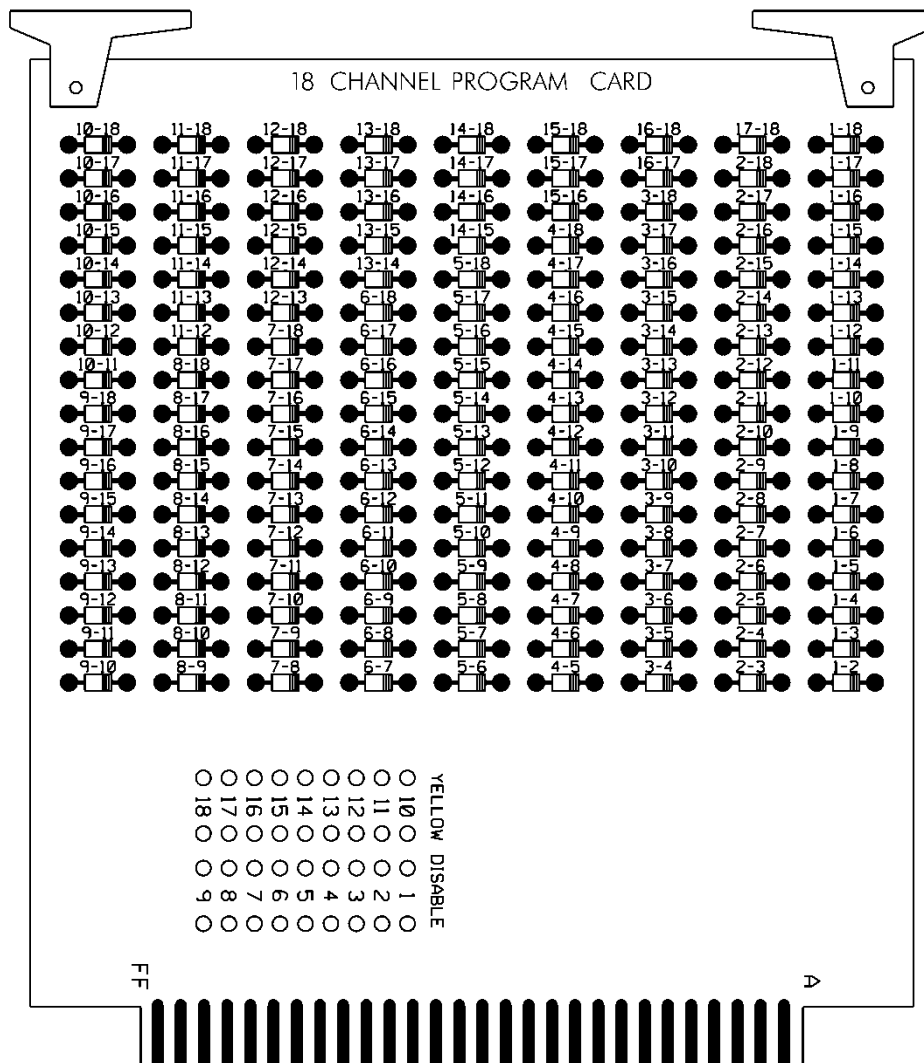 18 CHANNEL PROGRAM CARD
10-18 11-18 12-18 13-18 14-18 15-18 16-18 17-18 1-18
10-17 11-17 12-17 13-17 14-17 15-17 16-17 2-18 1-17
10-16 11-16 12-16 13-16 14-16 15-16 3-18 2-17 1-16
10-15 11-15 12-15 13-15 14-15 4-18 3-17 2-16 1-15
10-14 11-14 12-14 13-14 5-18 4-17 3-16 2-15 1-14
10-13 11-13 12-13 6-18 5-17 4-16 3-15 2-14 1-13
10-12 11-12 7-18 6-17 5-16 4-15 3-14 2-13 1-12
10-11 8-18 7-17 6-16 5-15 4-14 3-13 2-12 1-11
9-18 8-17 7-16 6-15 5-14 4-13 3-12 2-11 1-10
9-17 8-16 7-15 6-14 5-13 4-12 3-11 2-10 1-9
9-16 8-15 7-14 6-13 5-12 4-11 3-10 2-9 1-8
9-15 8-14 7-13 6-12 5-11 4-10 3-9 2-8 1-7
9-14 8-13 7-12 6-11 5-10 4-9 3-8 2-7 1-6
9-13 8-12 7-11 6-10 5-9 4-8 3-7 2-6 1-5
9-12 8-11 7-10 6-9 5-8 4-7 3-6 2-5 1-4
9-11 8-10 7-9 6-8 5-7 4-6 3-5 2-4 1-3
9-10 8-9 7-8 6-7 5-6 4-5 3-4 2-3 1-2
YELLOW DISABLE
18 17 16 15 14 13 12 11 10
9 8 7 6 5 4 3 2 1
FF
A